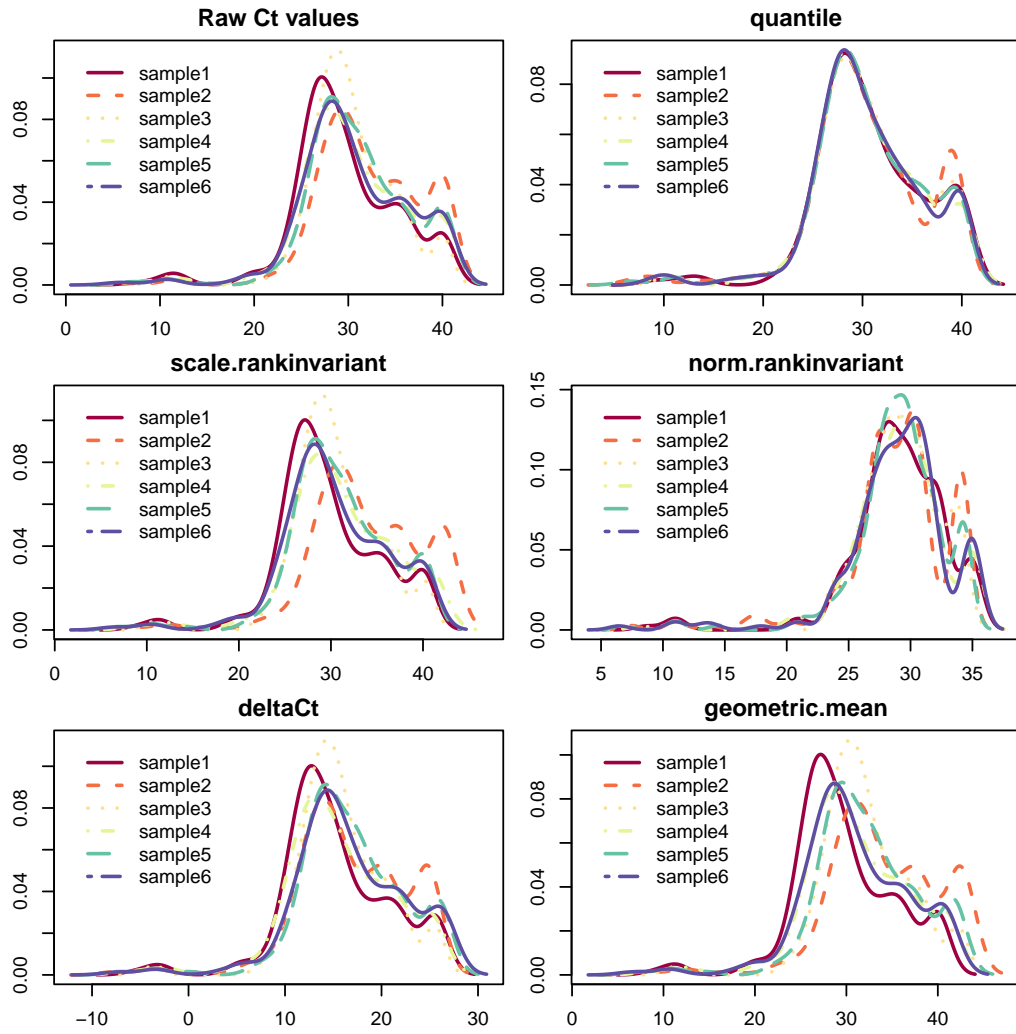 Raw Ct values
sample1
sample2
sample3
sample4
sample5
sample6
0.00
0.04
0.08
0 10 20 30 40
quantile
sample1
sample2
sample3
sample4
sample5
sample6
0.00
0.04
0.08
10 20 30 40
scale.rankinvariant
sample1
sample2
sample3
sample4
sample5
sample6
0.00
0.04
0.08
0 10 20 30 40
norm.rankinvariant
sample1
sample2
sample3
sample4
sample5
sample6
0.00
0.05
0.10
0.15
5 10 15 20 25 30 35
deltaCt
sample1
sample2
sample3
sample4
sample5
sample6
0.00
0.04
0.08
−10 0 10 20 30
geometric.mean
sample1
sample2
sample3
sample4
sample5
sample6
0.00
0.04
0.08
0 10 20 30 40